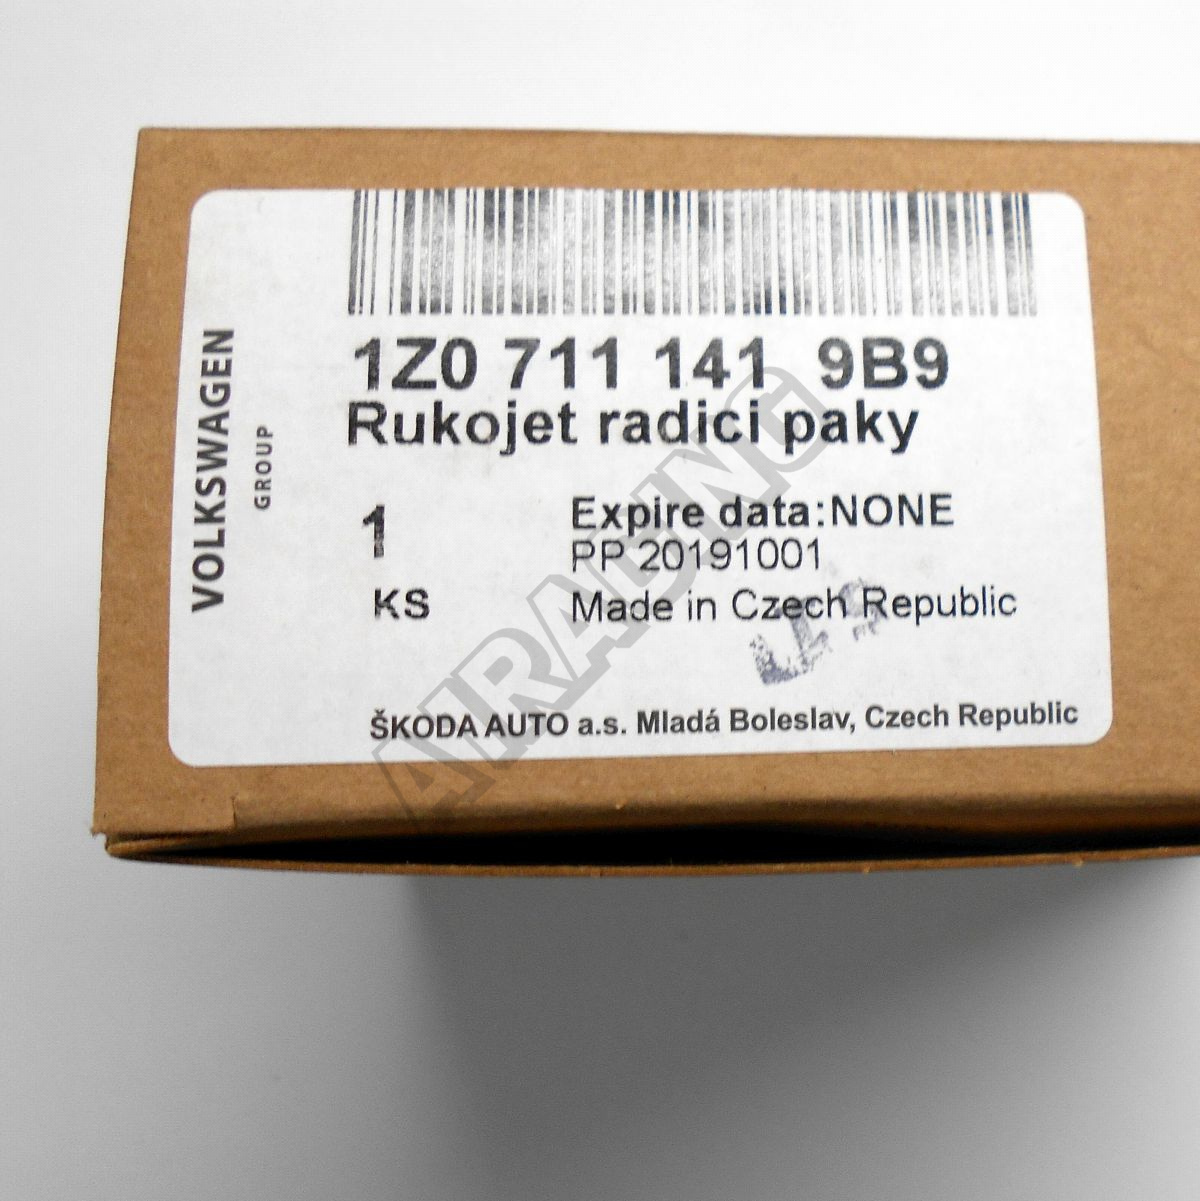 VOLKSWAGEN
GROUP
1Z0 711 141 9B9
Rukojet radici paky
1
Expire data:NONE
PP 20191001
KS
Made in Czech Republic
ŠKODA AUTO a.s. Mladá Boleslav, Czech Republic